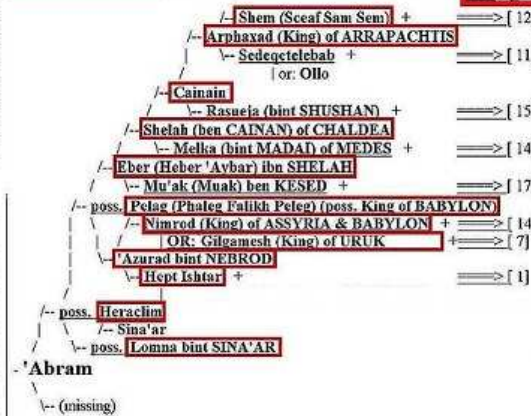 /-- Shem (Sceaf Sam Sem) + ===>[ 12
/-- Arphaxad (King) of ARRAPACHTIS
\-- Sedeqetelebab + ===>[ 11
| or: Ollo
/-- Cainain
\-- Rasueja (bint SHUSHAN) + ===>[ 15
/-- Shelah (ben CAINAN) of CHALDEA
\-- Melka (bint MADAI) of MEDES + ===>[ 14
/-- Eber (Heber 'Aybar) ibn SHELAH
\-- Mu'ak (Muak) ben KESED + ===>[ 17
/-- poss. Pelag (Phaleg Falikh Peleg) (poss. King of BABYLON)
/-- Nimrod (King) of ASSYRIA & BABYLON + ===>[ 14
| OR: Gilgamesh (King) of URUK + ===>[ 7]
\-- 'Azurad bint NEBROD
\-- Hept Ishtar + ===>[ 1]
/-- poss. Heraclim
/-- Sina'ar
\-- poss. Lomna bint SINA'AR
- 'Abram
\-- (missing)